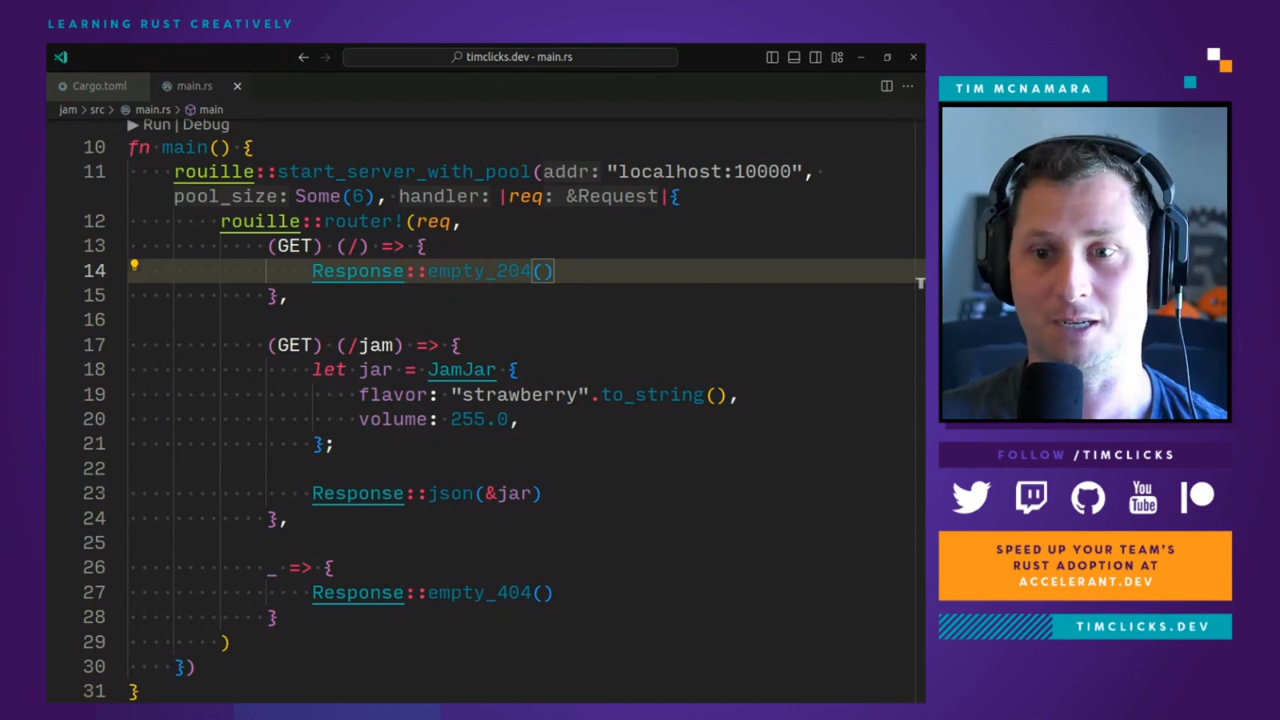 LEARNING RUST CREATIVELY
timclicks.dev - main.rs
Cargo.toml
main.rs
jam > src > main.rs > main
Run | Debug
10 fn main() {
11 rouille::start_server_with_pool(addr: "localhost:10000",
pool_size: Some(6), handler: |req: &Request|{
12 rouille::router!(req,
13 (GET) (/) => {
14 Response::empty_204()
15 },
16
17 (GET) (/jam) => {
18 let jar = JamJar {
19 flavor: "strawberry".to_string(),
20 volume: 255.0,
21 };
22
23 Response::json(&jar)
24 },
25
26 _ => {
27 Response::empty_404()
28 }
29 )
30 })
31 }
TIM MCNAMARA
FOLLOW /TIMCLICKS
You
Tube
SPEED UP YOUR TEAM'S
RUST ADOPTION AT
ACCELERANT.DEV
TIMCLICKS.DEV